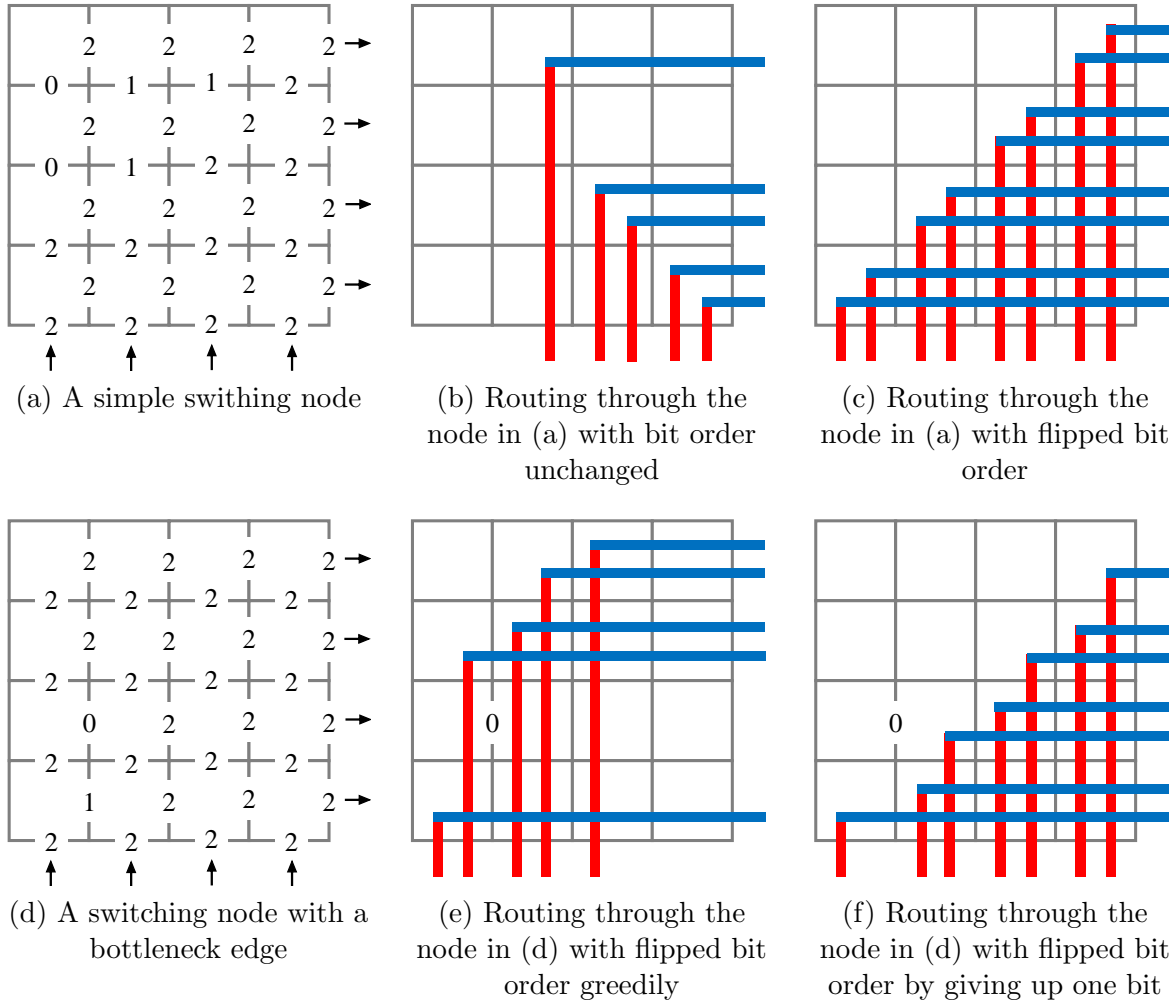 2 2 2 2
0 1 1 2
2 2 2 2
0 1 2 2
2 2 2 2
2 2 2 2
2 2 2 2
2 2 2 2
(a) A simple swithing node
(b) Routing through the
node in (a) with bit order
unchanged
(c) Routing through the
node in (a) with flipped bit
order
2 2 2 2
2 2 2 2
2 2 2 2
2 2 2 2
0 2 2 2
2 2 2 2
1 2 2 2
2 2 2 2
(d) A switching node with a
bottleneck edge
0
(e) Routing through the
node in (d) with flipped bit
order greedily
0
(f) Routing through the
node in (d) with flipped bit
order by giving up one bit